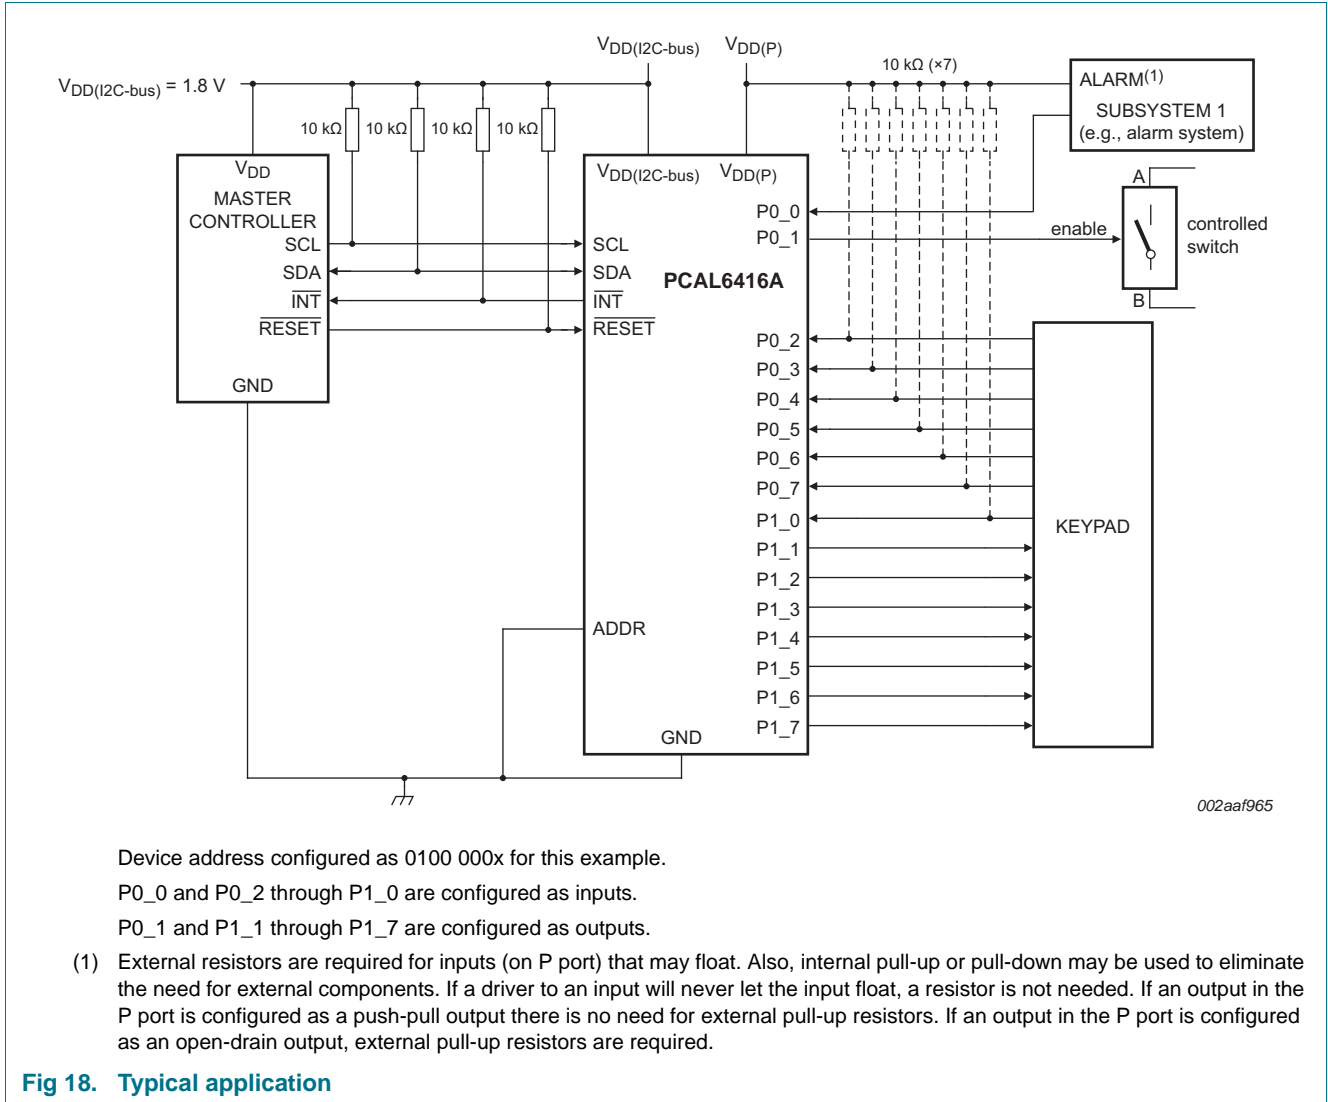 VDD(I2C-bus) VDD(P)
VDD(I2C-bus) = 1.8 V
10 kΩ (×7)
ALARM(1)
SUBSYSTEM 1
(e.g., alarm system)
10 kΩ 10 kΩ 10 kΩ 10 kΩ
VDD
MASTER
CONTROLLER
SCL
SDA
INT
RESET
GND
VDD(I2C-bus) VDD(P)
SCL
SDA
INT
RESET
PCAL6416A
ADDR
GND
P0_0
P0_1
P0_2
P0_3
P0_4
P0_5
P0_6
P0_7
P1_0
P1_1
P1_2
P1_3
P1_4
P1_5
P1_6
P1_7
enable
A
B
controlled
switch
KEYPAD
002aaf965
Device address configured as 0100 000x for this example.
P0_0 and P0_2 through P1_0 are configured as inputs.
P0_1 and P1_1 through P1_7 are configured as outputs.
(1) External resistors are required for inputs (on P port) that may float. Also, internal pull-up or pull-down may be used to eliminate
the need for external components. If a driver to an input will never let the input float, a resistor is not needed. If an output in the
P port is configured as a push-pull output there is no need for external pull-up resistors. If an output in the P port is configured
as an open-drain output, external pull-up resistors are required.
Fig 18. Typical application